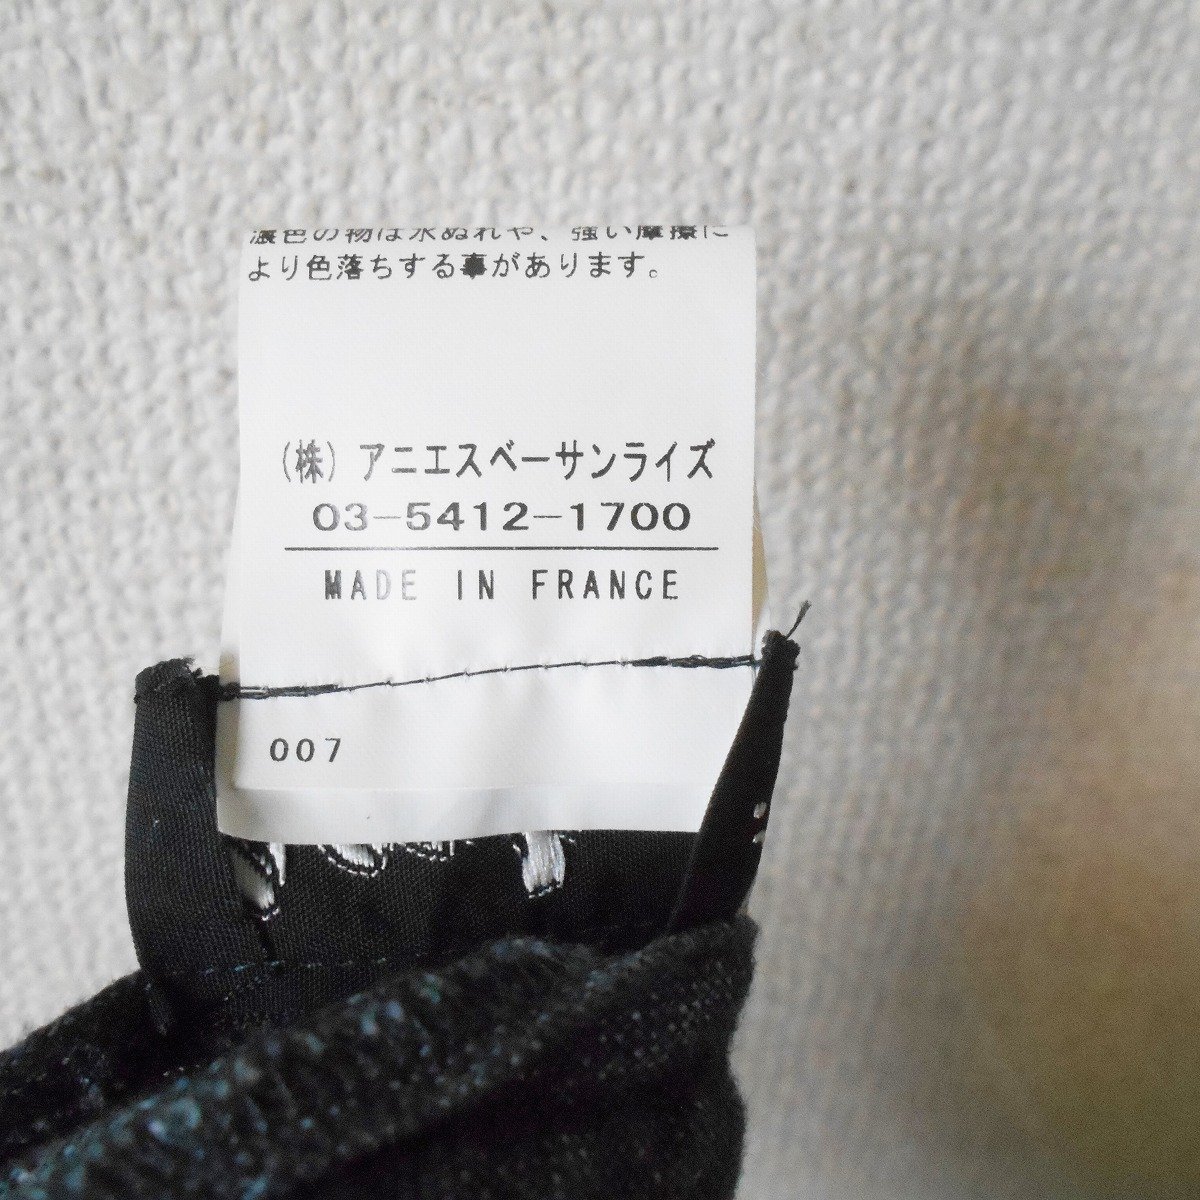 濃色の物は水ぬれや、強い摩擦に
より色落ちする事があります。
(株) アニエスベーサンライズ
03-5412-1700
MADE IN FRANCE
007